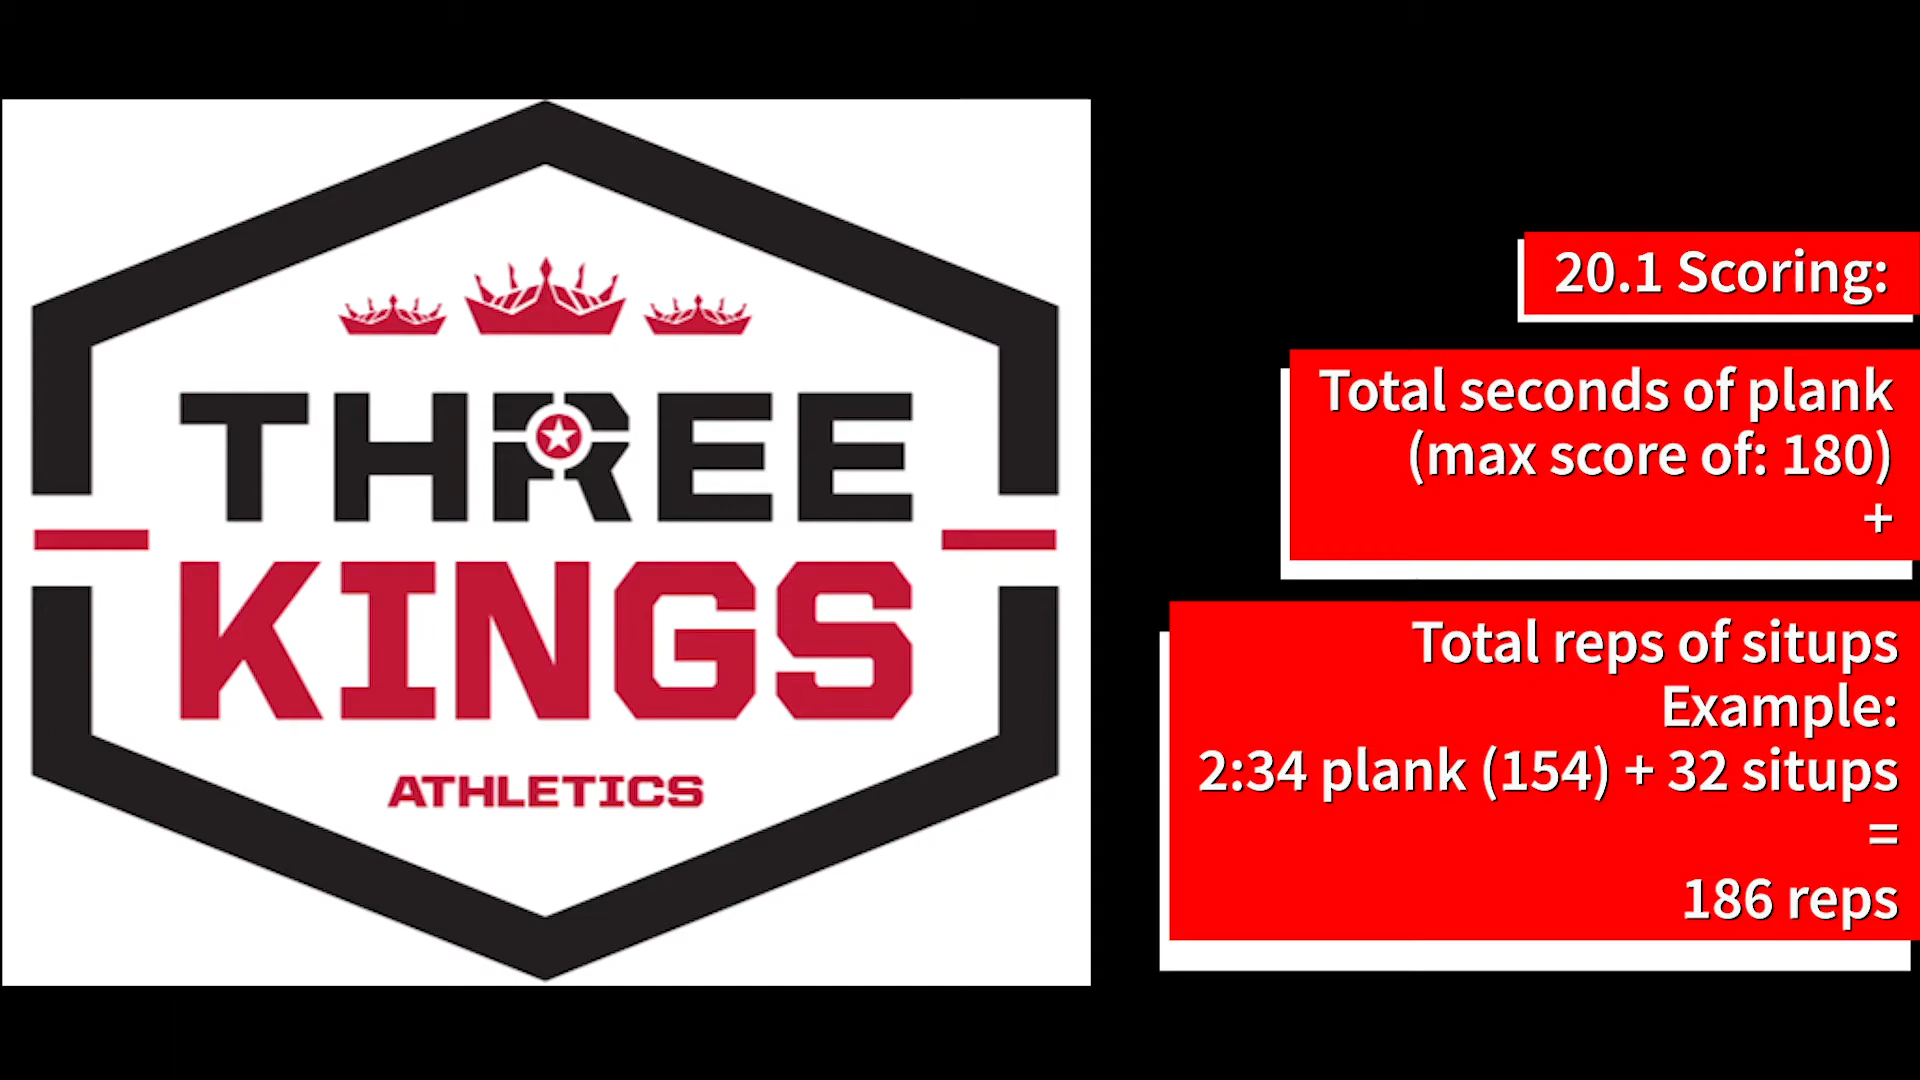 THREE
KINGS
ATHLETICS
20.1 Scoring:
Total seconds of plank
(max score of: 180)
+
Total reps of situps
Example:
2:34 plank (154) + 32 situps
=
186 reps